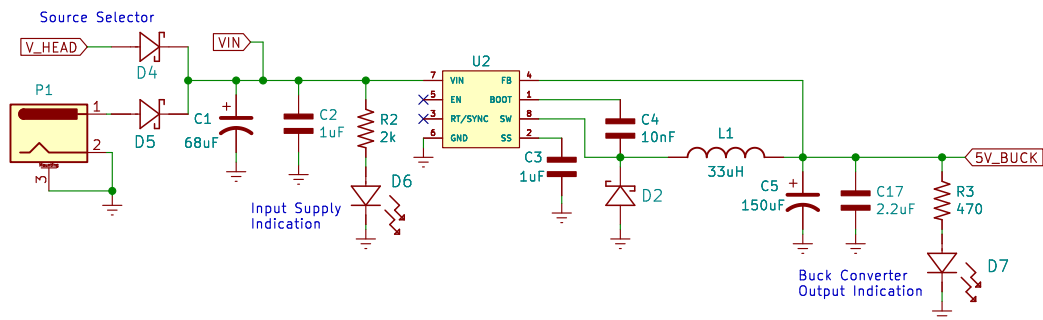 Source Selector
V_HEAD
D4
VIN
P1
1
2
3
D5
C1
68uF
C2
1uF
R2
2k
D6
Input Supply
Indication
U2
7 VIN FB 4
5 EN BOOT 1
3 RT/SYNC SW 8
6 GND SS 2
C3
1uF
C4
10nF
D2
L1
33uH
5V_BUCK
C5
150uF
C17
2.2uF
R3
470
D7
Buck Converter
Output Indication